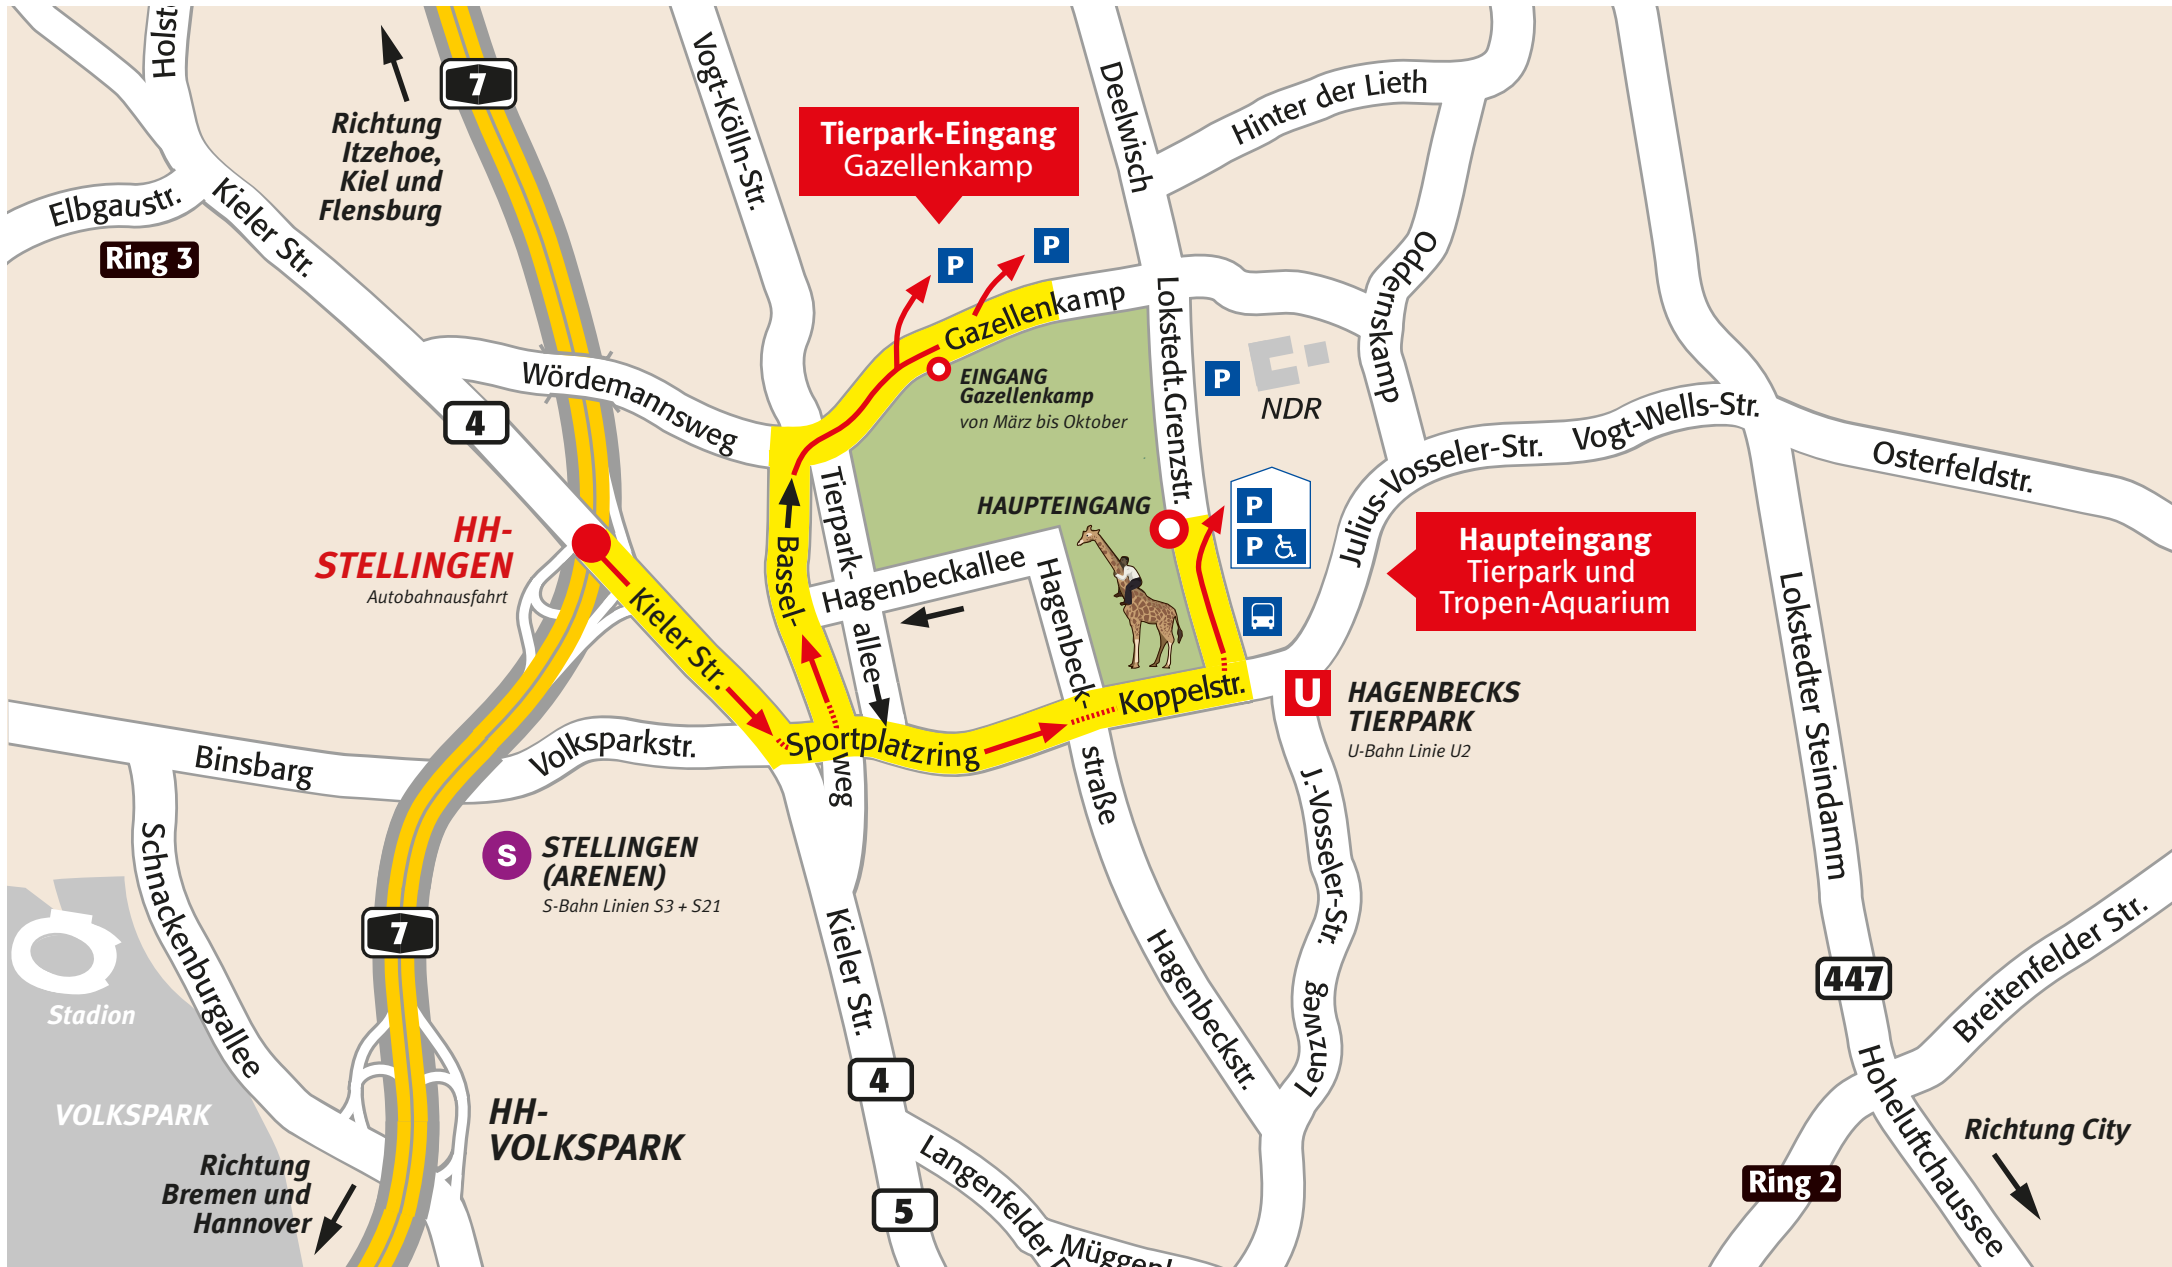 Holst
7
Richtung
Itzehoe,
Kiel und
Flensburg
Elbgaustr.
Ring 3
Kieler Str.
Vogt-Kölln-Str.
Tierpark-Eingang
Gazellenkamp
P
P
Deelwisch
Hinter der Lieth
Oddernskamp
Gazellenkamp
Lokstedt.Grenzstr.
P
NDR
EINGANG
Gazellenkamp
von März bis Oktober
Wördemannsweg
4
HH-
STELLINGEN
Autobahnausfahrt
Kieler Str.
Bassel-
weg
Tierpark-
allee
HAUPTEINGANG
P
P
Hagenbeckallee
Hagenbeck-
straße
Koppelstr.
Sportplatzring
Julius-Vosseler-Str.
Vogt-Wells-Str.
Osterfeldstr.
Haupteingang
Tierpark und
Tropen-Aquarium
U
HAGENBECKS
TIERPARK
U-Bahn Linie U2
Lokstedter Steindamm
Binsbarg
Volksparkstr.
S
STELLINGEN
(ARENEN)
S-Bahn Linien S3 + S21
Schnackenburgallee
7
Stadion
VOLKSPARK
Richtung
Bremen und
Hannover
HH-
VOLKSPARK
Kieler Str.
4
5
Langenfelder D
Müggen
Hagenbeckstr.
J.-Vosseler-Str.
Lenzweg
447
Breitenfelder Str.
Hoheluftchaussee
Richtung City
Ring 2